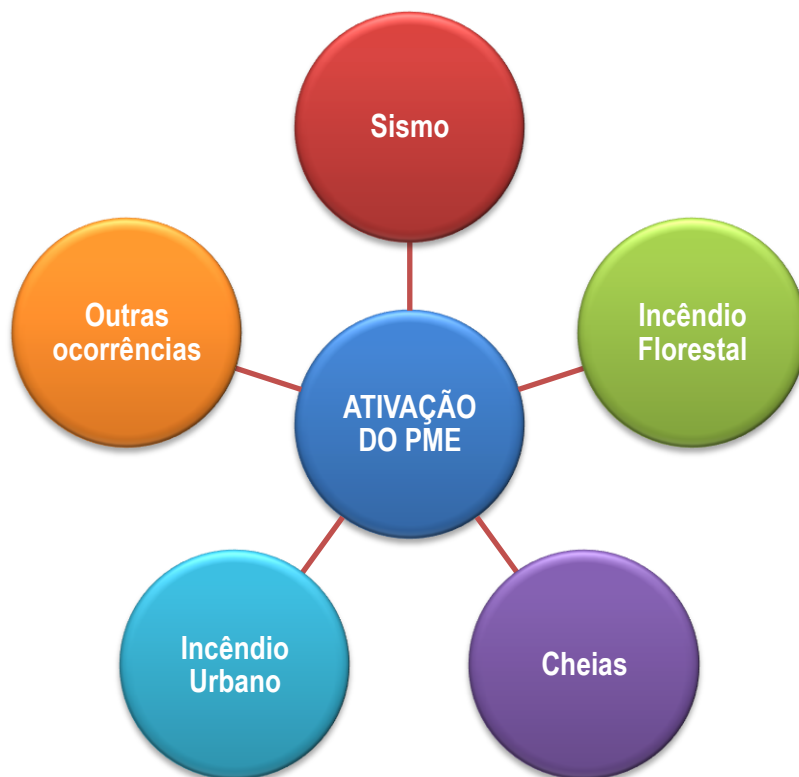 Sismo
Outras
ocorrências
Incêndio
Florestal
ATIVAÇÃO
DO PME
Incêndio
Urbano
Cheias